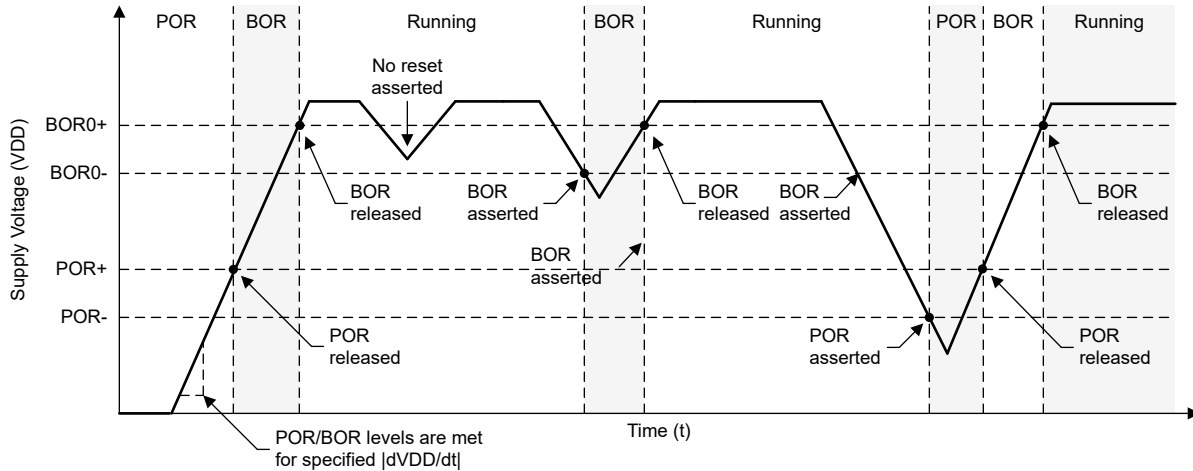 POR BOR Running BOR Running POR BOR Running
No reset
asserted
BOR0+
BOR0-
BOR
released
BOR
asserted
BOR
released
BOR
asserted
BOR
released
BOR
asserted
POR+
POR-
POR
released
POR
asserted
POR
released
Supply Voltage (VDD)
Time (t)
POR/BOR levels are met
for specified |dVDD/dt|